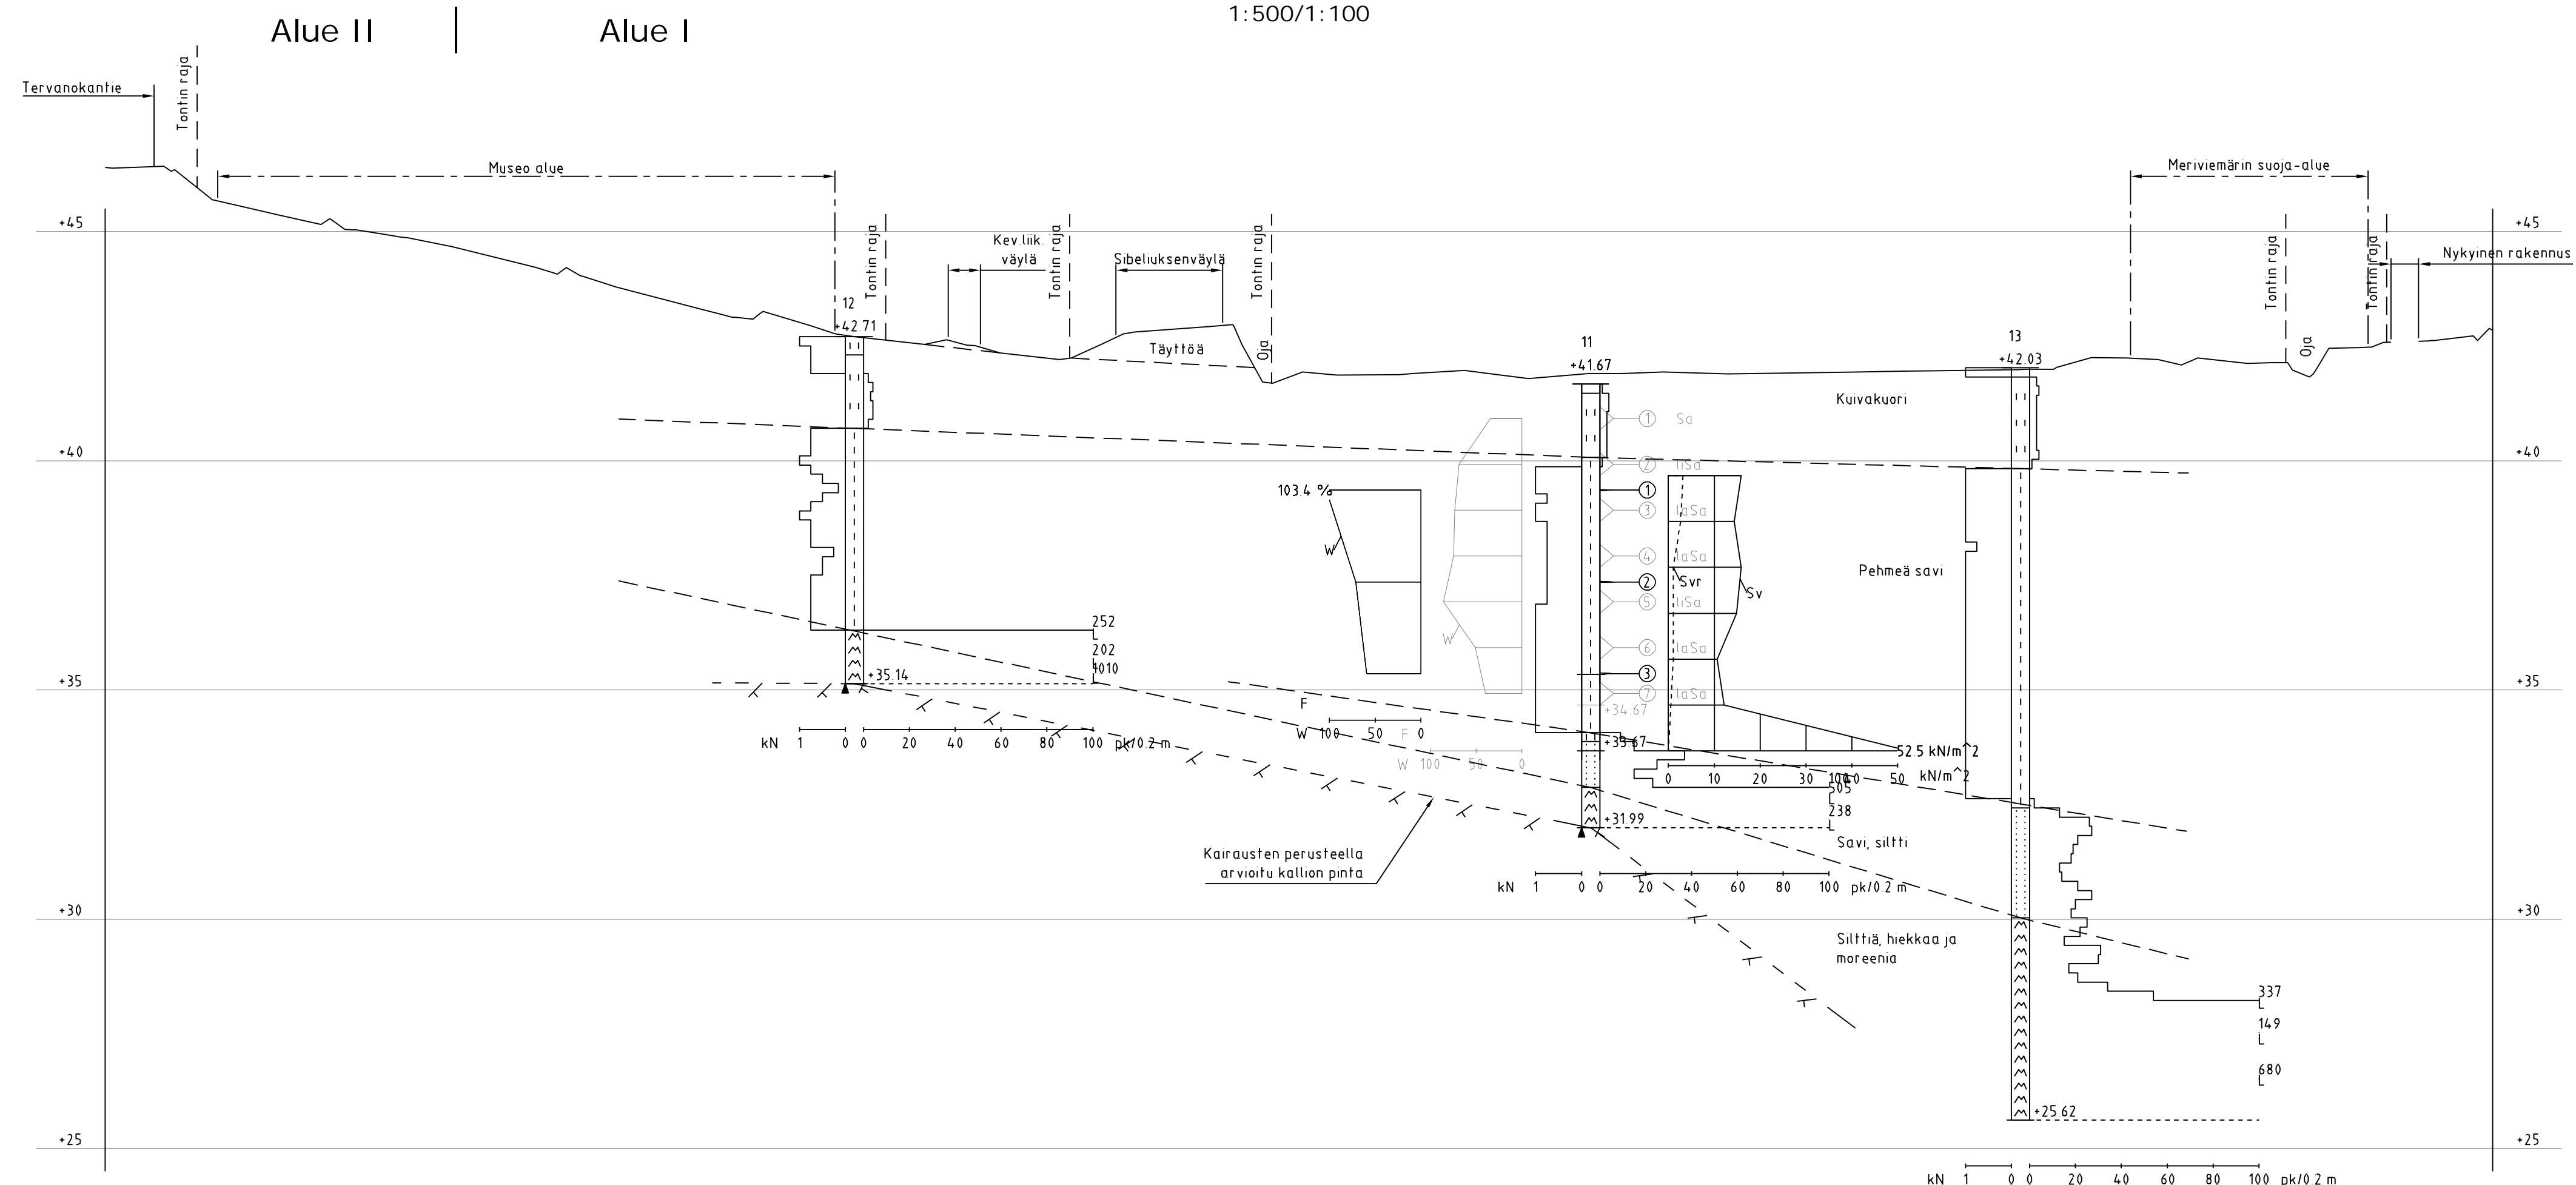 1:500/1:100
Alue II
Alue I
Tervanokantie
Tontin raja
Museo alue
Meriviemärin suoja-alue
+45
+45
Tontin raja
Kev.liik.
väylä
Tontin raja
Sibeliuksenväylä
Tontin raja
Oja
Tontin raja
Tontin raja
Oja
Nykyinen rakennus
12
+42.71
Täyttöä
11
+41.67
13
+42.03
Kuivakuori
1 Sa
+40
+40
2 liSa
103.4 %
1
3 laSa
W
4 laSa
Pehmeä savi
2
Svr
Sv
5 liSa
W
6 laSa
3
7 laSa
+34.67
252
202
1010
+35
+35
+35.14
F
W 100 50 0
F
W 100 50 0
kN 1 0 0 20 40 60 80 100 pk/0.2 m
+33.67
52.5 kN/m^2
0 10 20 30 40 50 kN/m^2
100
505
238
+31.99
Savi, siltti
Kairausten perusteella
arvioitu kallion pinta
kN 1 0 0 20 40 60 80 100 pk/0.2 m
+30
+30
Silttiä, hiekkaa ja
moreenia
337
149
680
+25.62
+25
+25
kN 1 0 0 20 40 60 80 100 pk/0.2 m